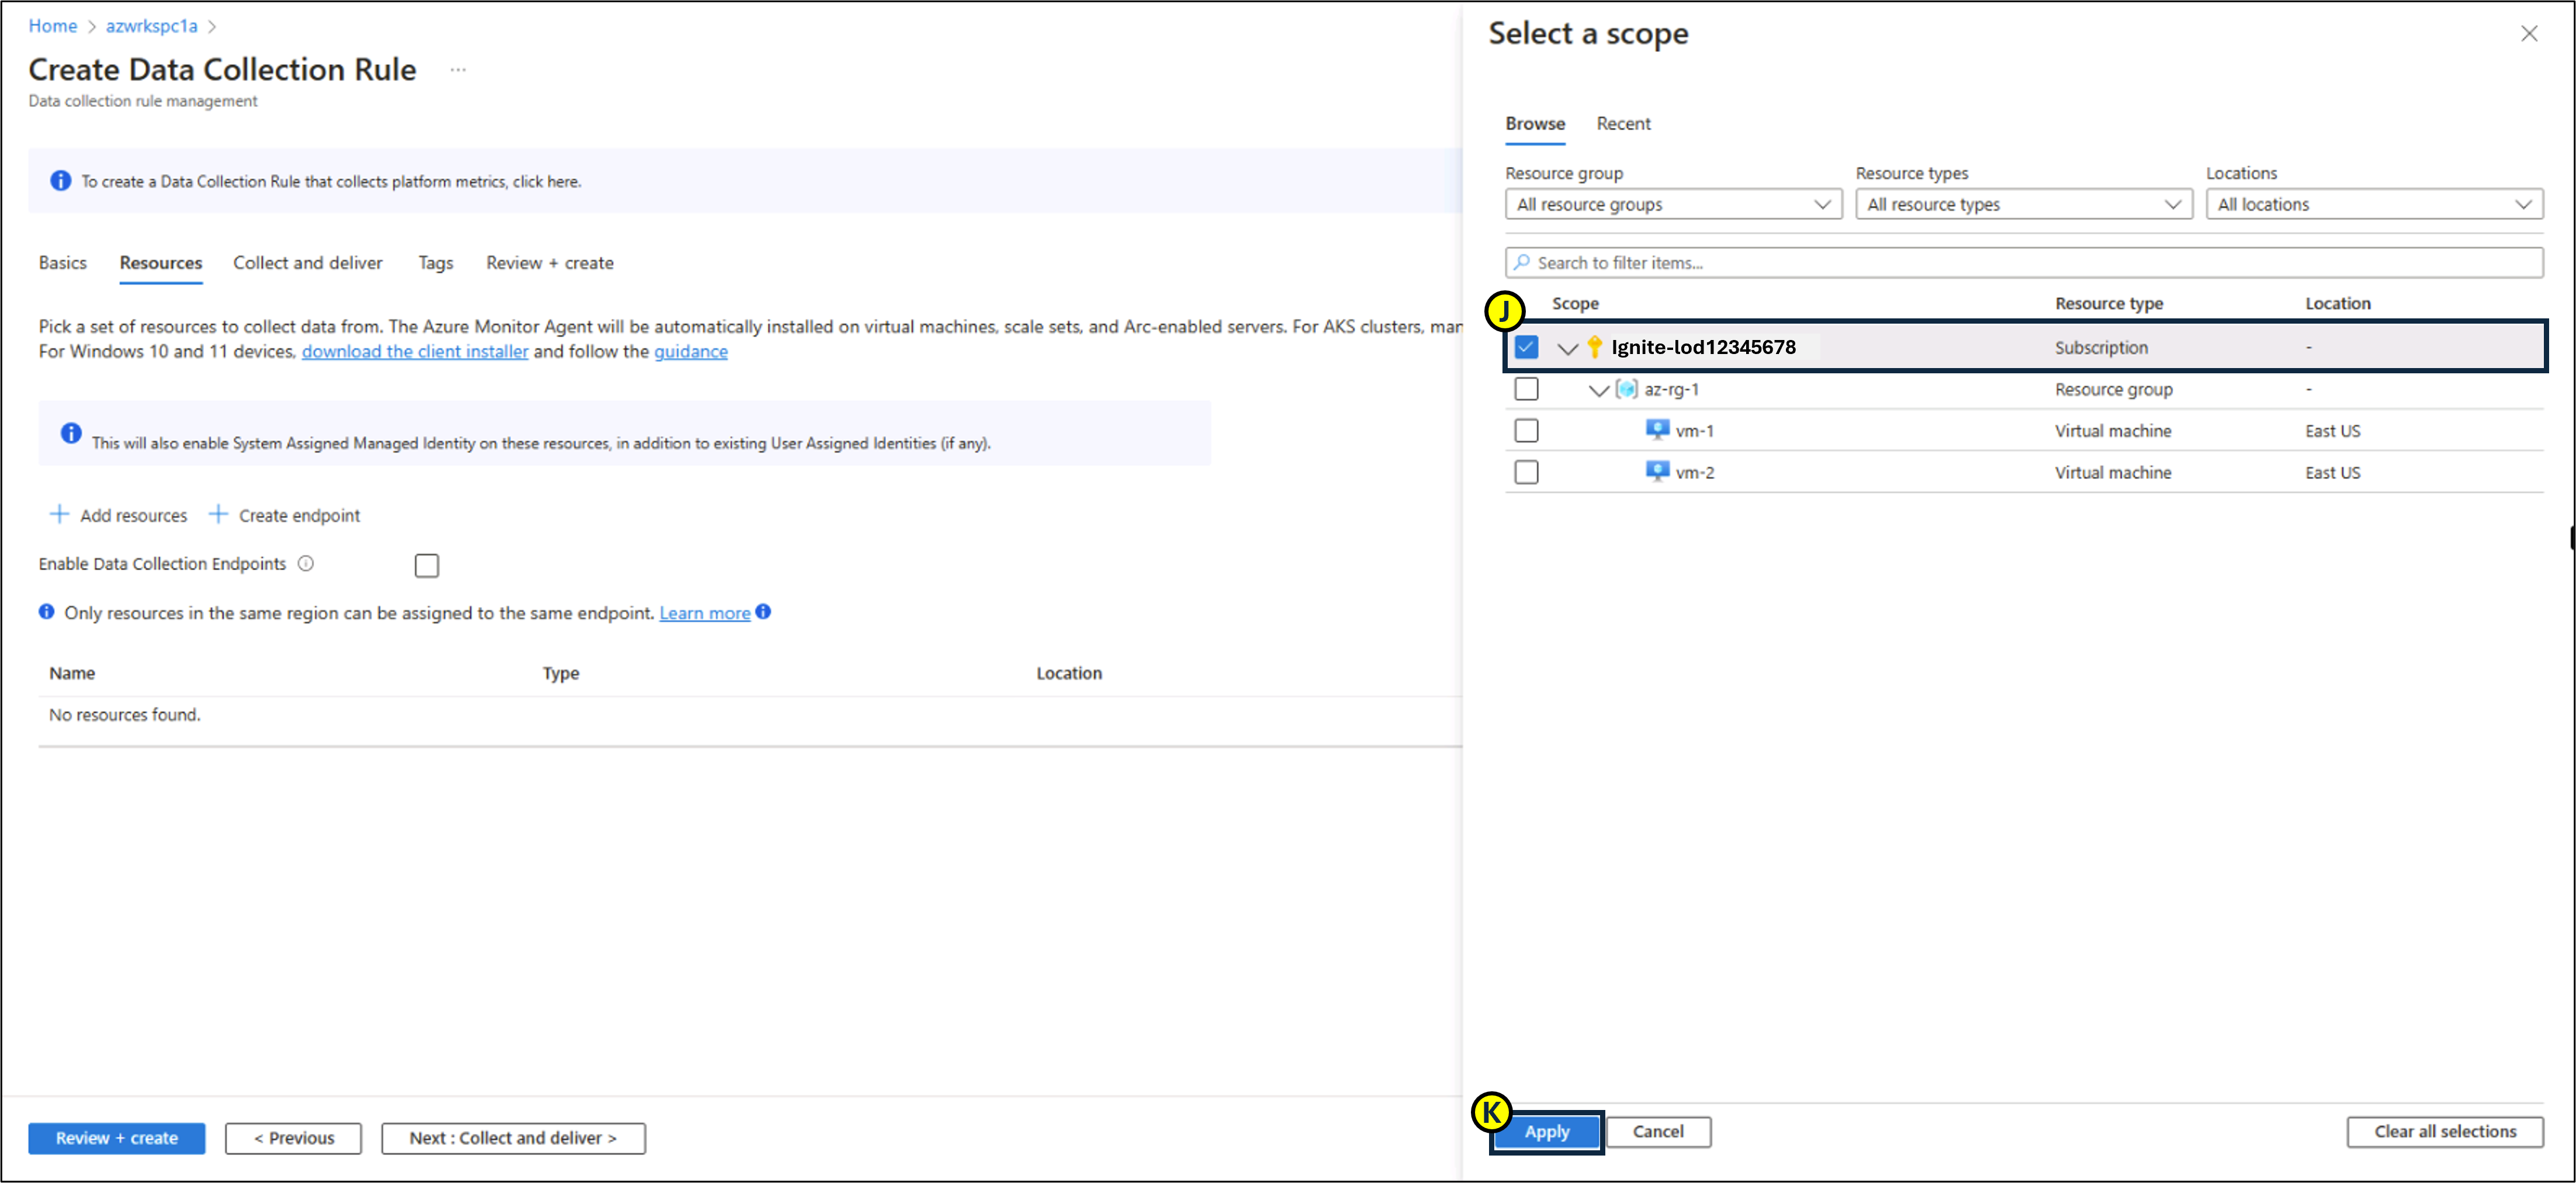 Home > azwrkspc1a >
Create Data Collection Rule ...
Data collection rule management
To create a Data Collection Rule that collects platform metrics, click here.
Basics Resources Collect and deliver Tags Review + create
Pick a set of resources to collect data from. The Azure Monitor Agent will be automatically installed on virtual machines, scale sets, and Arc-enabled servers. For AKS clusters, man
For Windows 10 and 11 devices, download the client installer and follow the guidance
This will also enable System Assigned Managed Identity on these resources, in addition to existing User Assigned Identities (if any).
+ Add resources + Create endpoint
Enable Data Collection Endpoints
Only resources in the same region can be assigned to the same endpoint. Learn more
Name Type Location
No resources found.
Review + create < Previous Next : Collect and deliver >
Select a scope
Browse Recent
Resource group Resource types Locations
All resource groups All resource types All locations
Search to filter items...
J
Scope Resource type Location
Ignite-lod12345678 Subscription -
az-rg-1 Resource group -
vm-1 Virtual machine East US
vm-2 Virtual machine East US
K
Apply Cancel Clear all selections